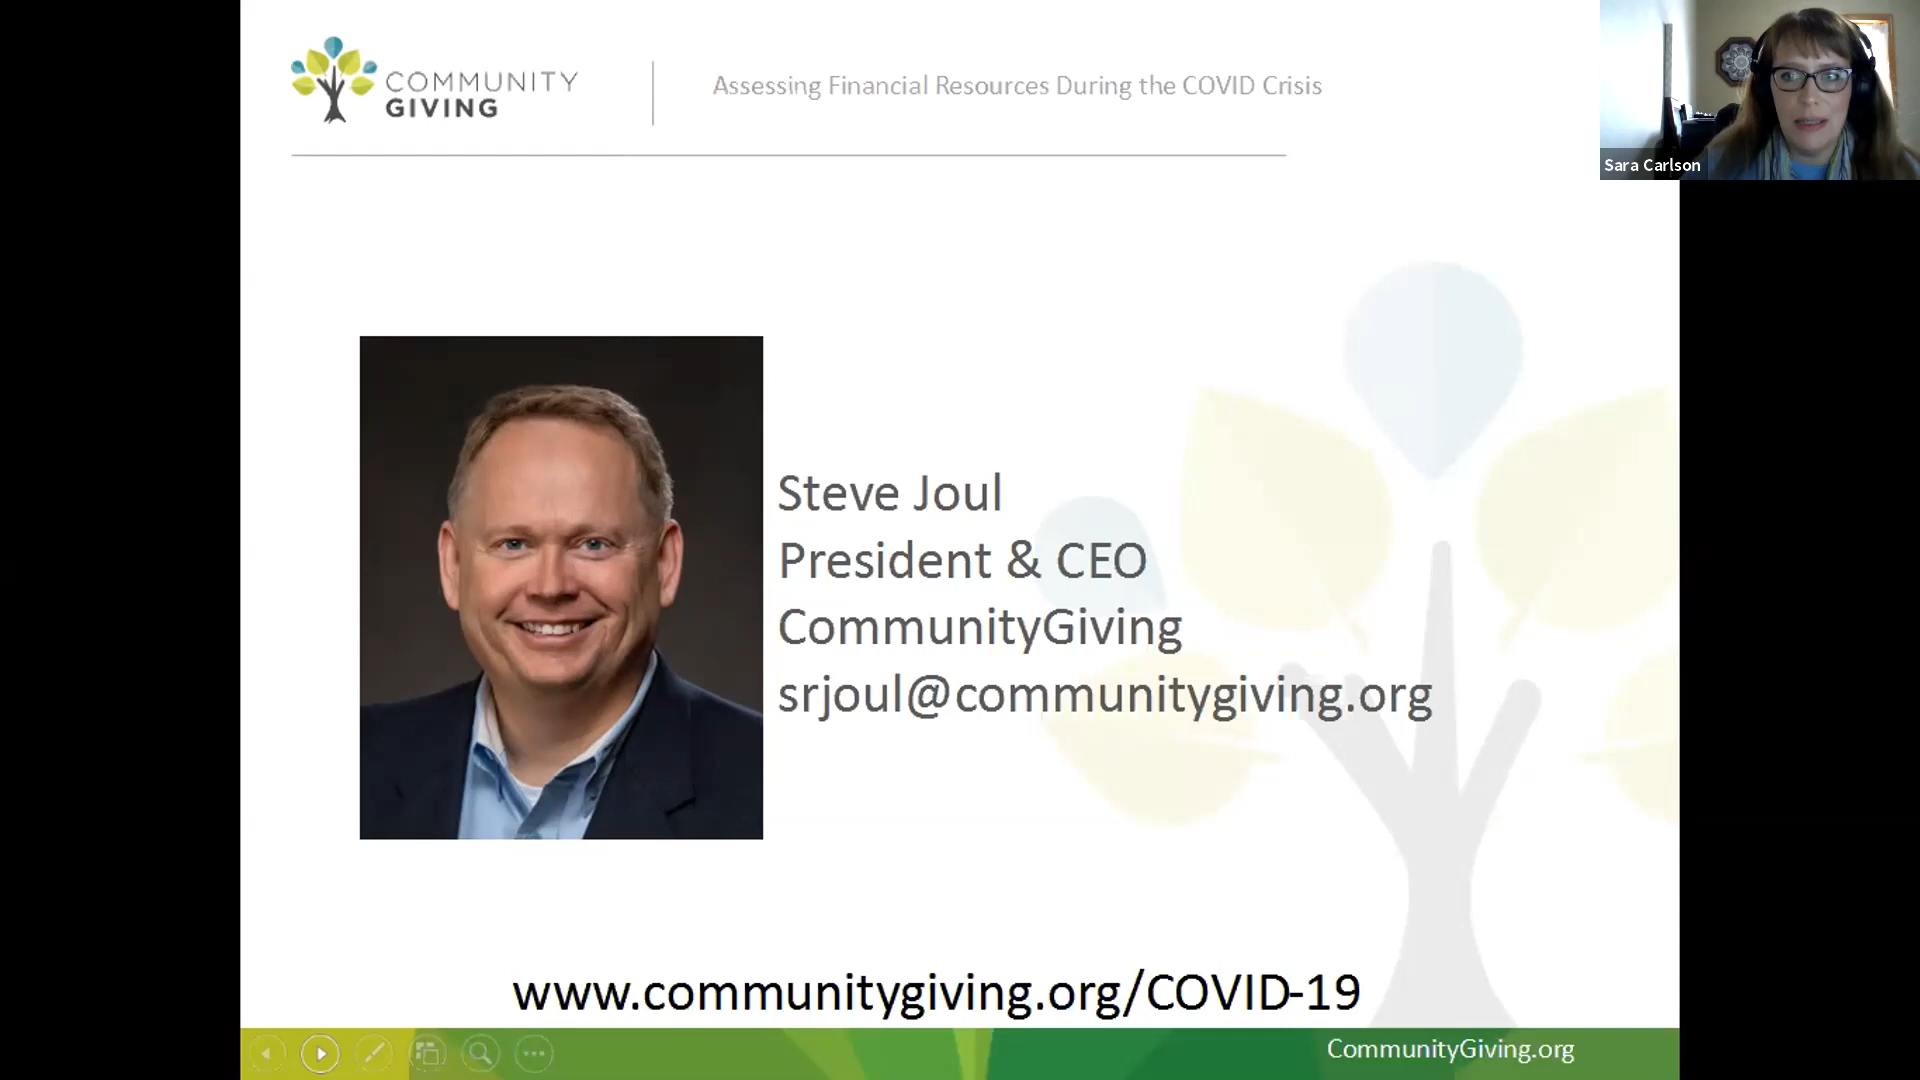 COMMUNITY
GIVING
Assessing Financial Resources During the COVID Crisis
Sara Carlson
Steve Joul
President & CEO
CommunityGiving
srjoul@communitygiving.org
www.communitygiving.org/COVID-19
CommunityGiving.org